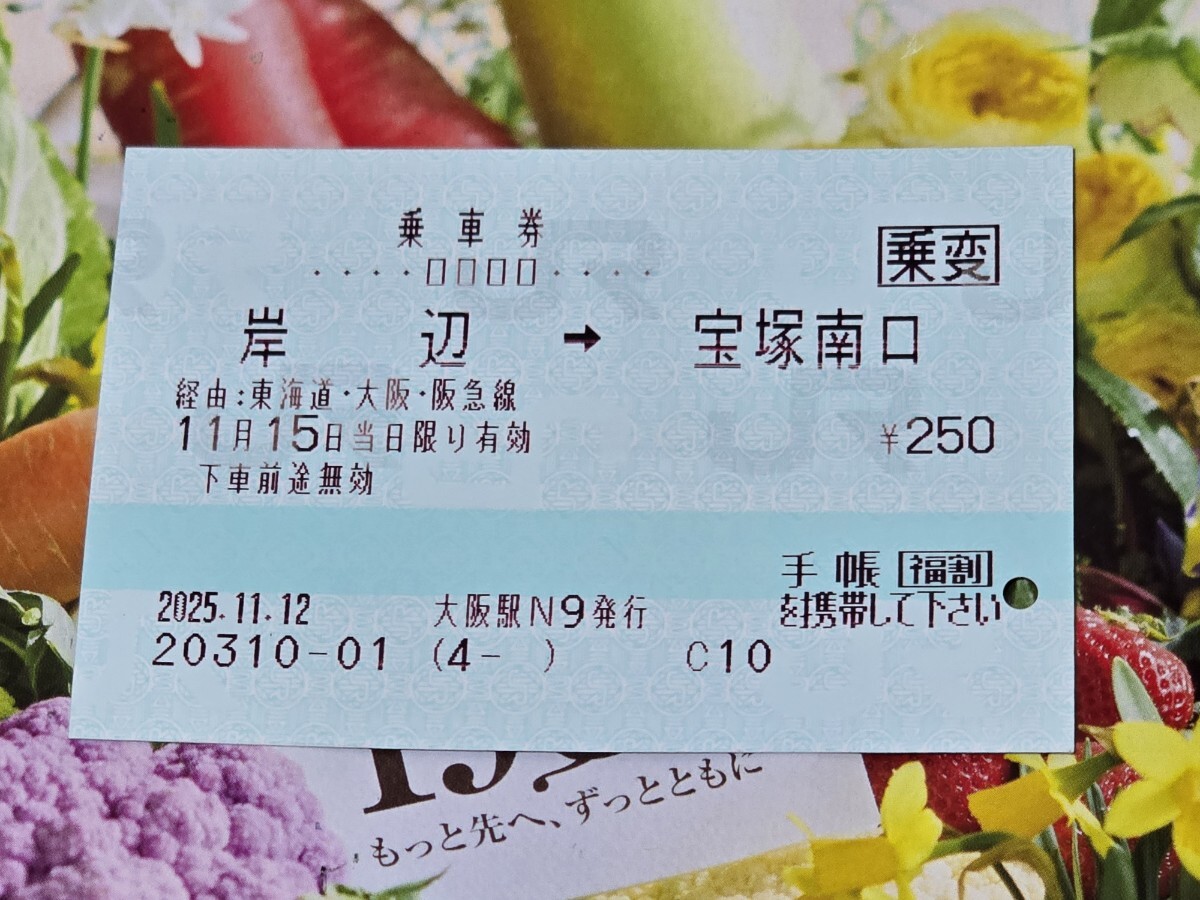 乗車券
････□□□□････
乗変
岸辺 → 宝塚南口
経由：東海道・大阪・阪急線
11月15日当日限り有効
¥250
下車前途無効
手帳 福割
を携帯して下さい
2025.11.12 大阪駅N9発行
20310-01 (4- ) C10
もっと先へ、ずっとともに